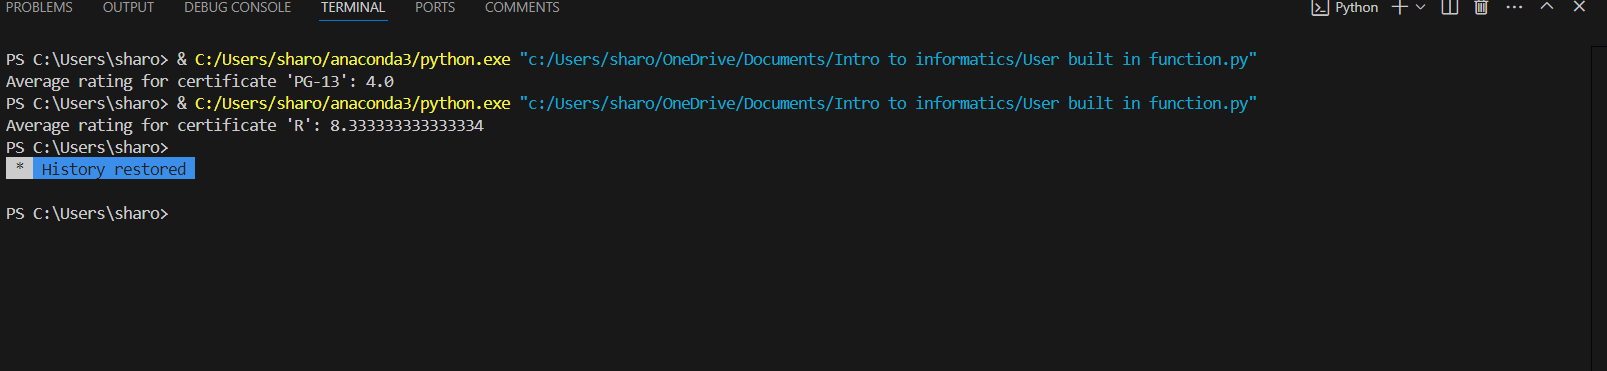 PROBLEMS OUTPUT DEBUG CONSOLE TERMINAL PORTS COMMENTS Python
PS C:\Users\sharo> & C:/Users/sharo/anaconda3/python.exe "c:/Users/sharo/OneDrive/Documents/Intro to informatics/User built in function.py"
Average rating for certificate 'PG-13': 4.0
PS C:\Users\sharo> & C:/Users/sharo/anaconda3/python.exe "c:/Users/sharo/OneDrive/Documents/Intro to informatics/User built in function.py"
Average rating for certificate 'R': 8.333333333333334
PS C:\Users\sharo>
* History restored
PS C:\Users\sharo>